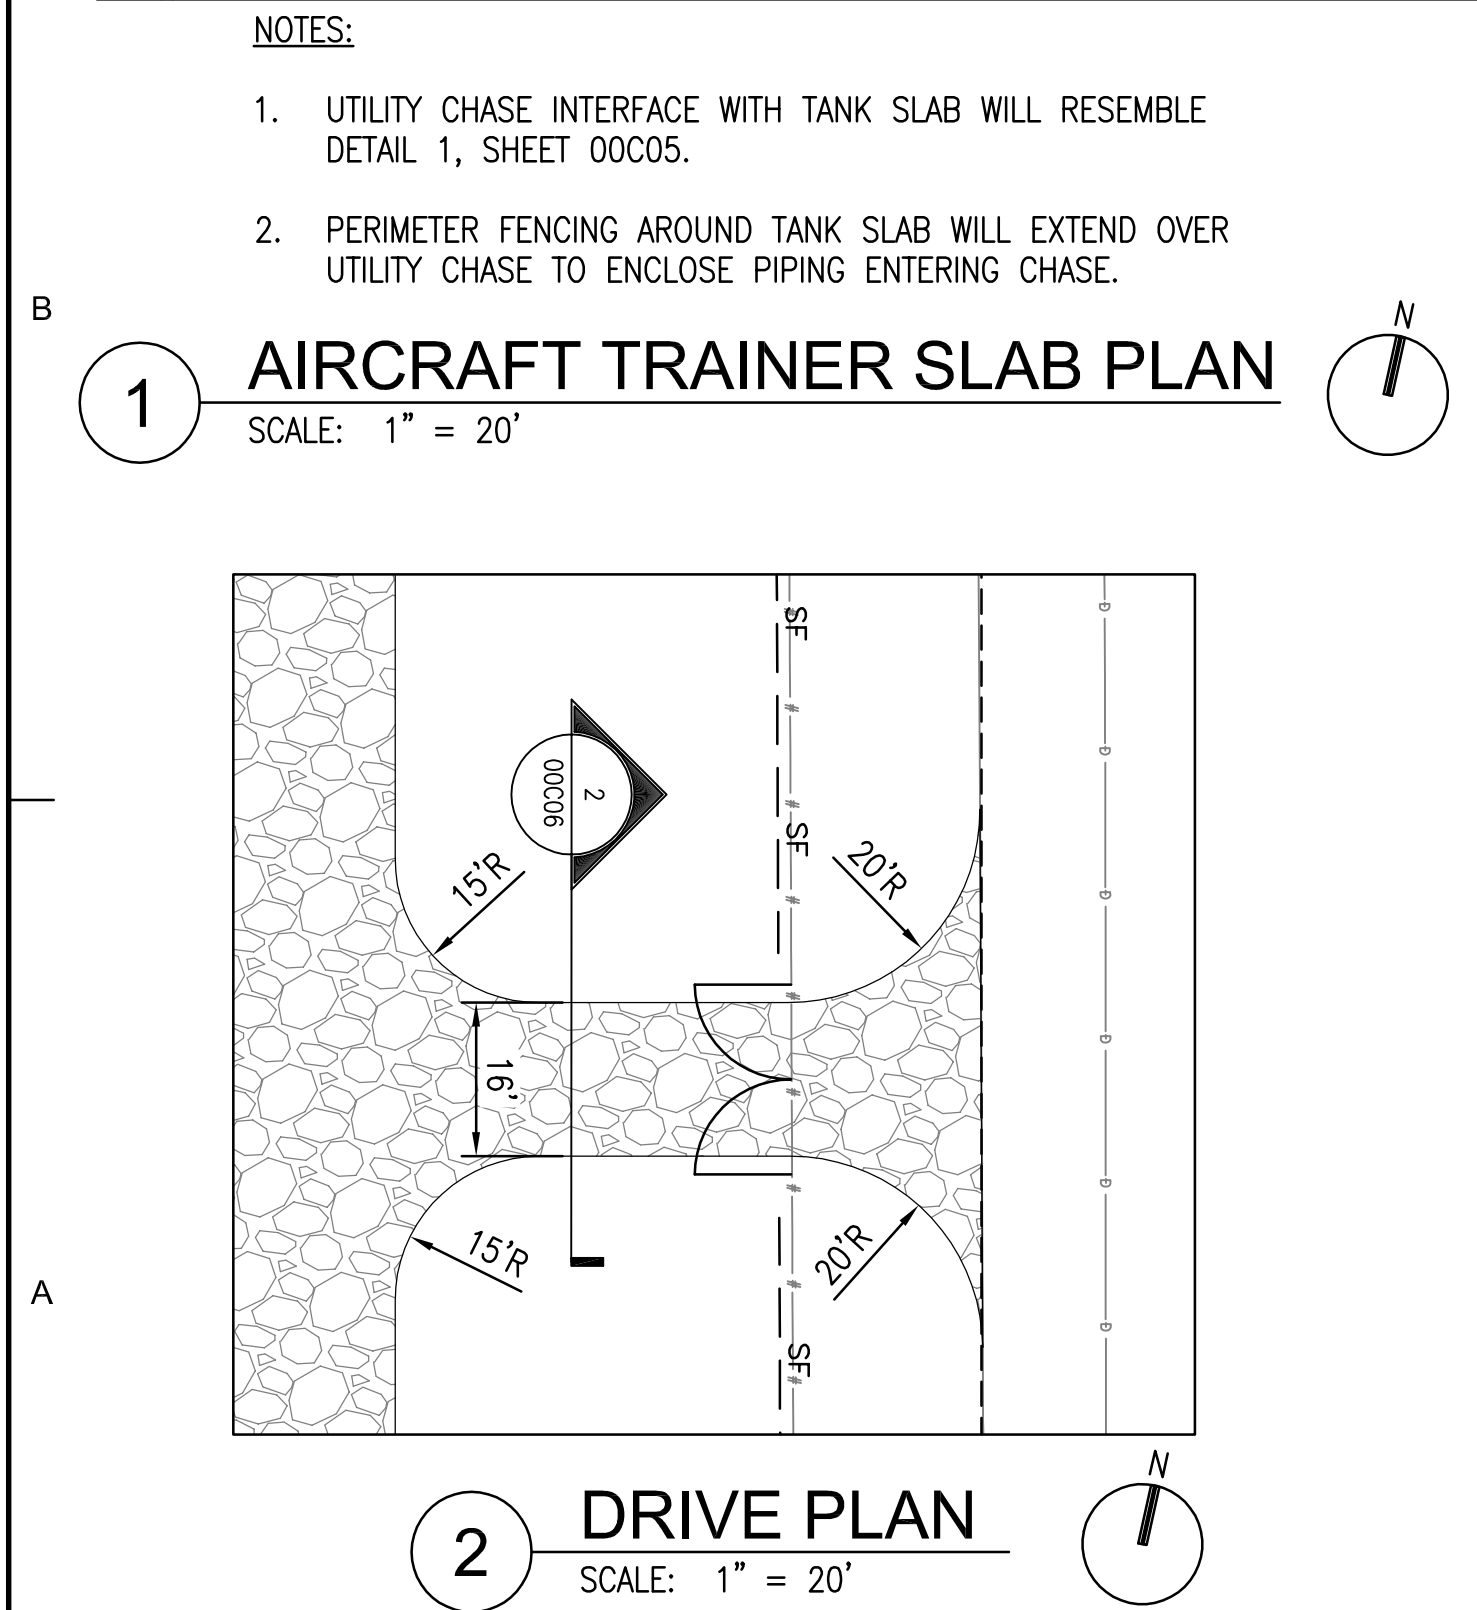 NOTES:
1. UTILITY CHASE INTERFACE WITH TANK SLAB WILL RESEMBLE
DETAIL 1, SHEET 00C05.
2. PERIMETER FENCING AROUND TANK SLAB WILL EXTEND OVER
UTILITY CHASE TO ENCLOSE PIPING ENTERING CHASE.
B
1
AIRCRAFT TRAINER SLAB PLAN
SCALE: 1" = 20'
N
SF
G
#
G
2
00C06
#
SF
15'R
20'R
#
G
#
16'
G
#
#
G
15'R
20'R
#
A
G
SF
#
2
DRIVE PLAN
SCALE: 1" = 20'
N